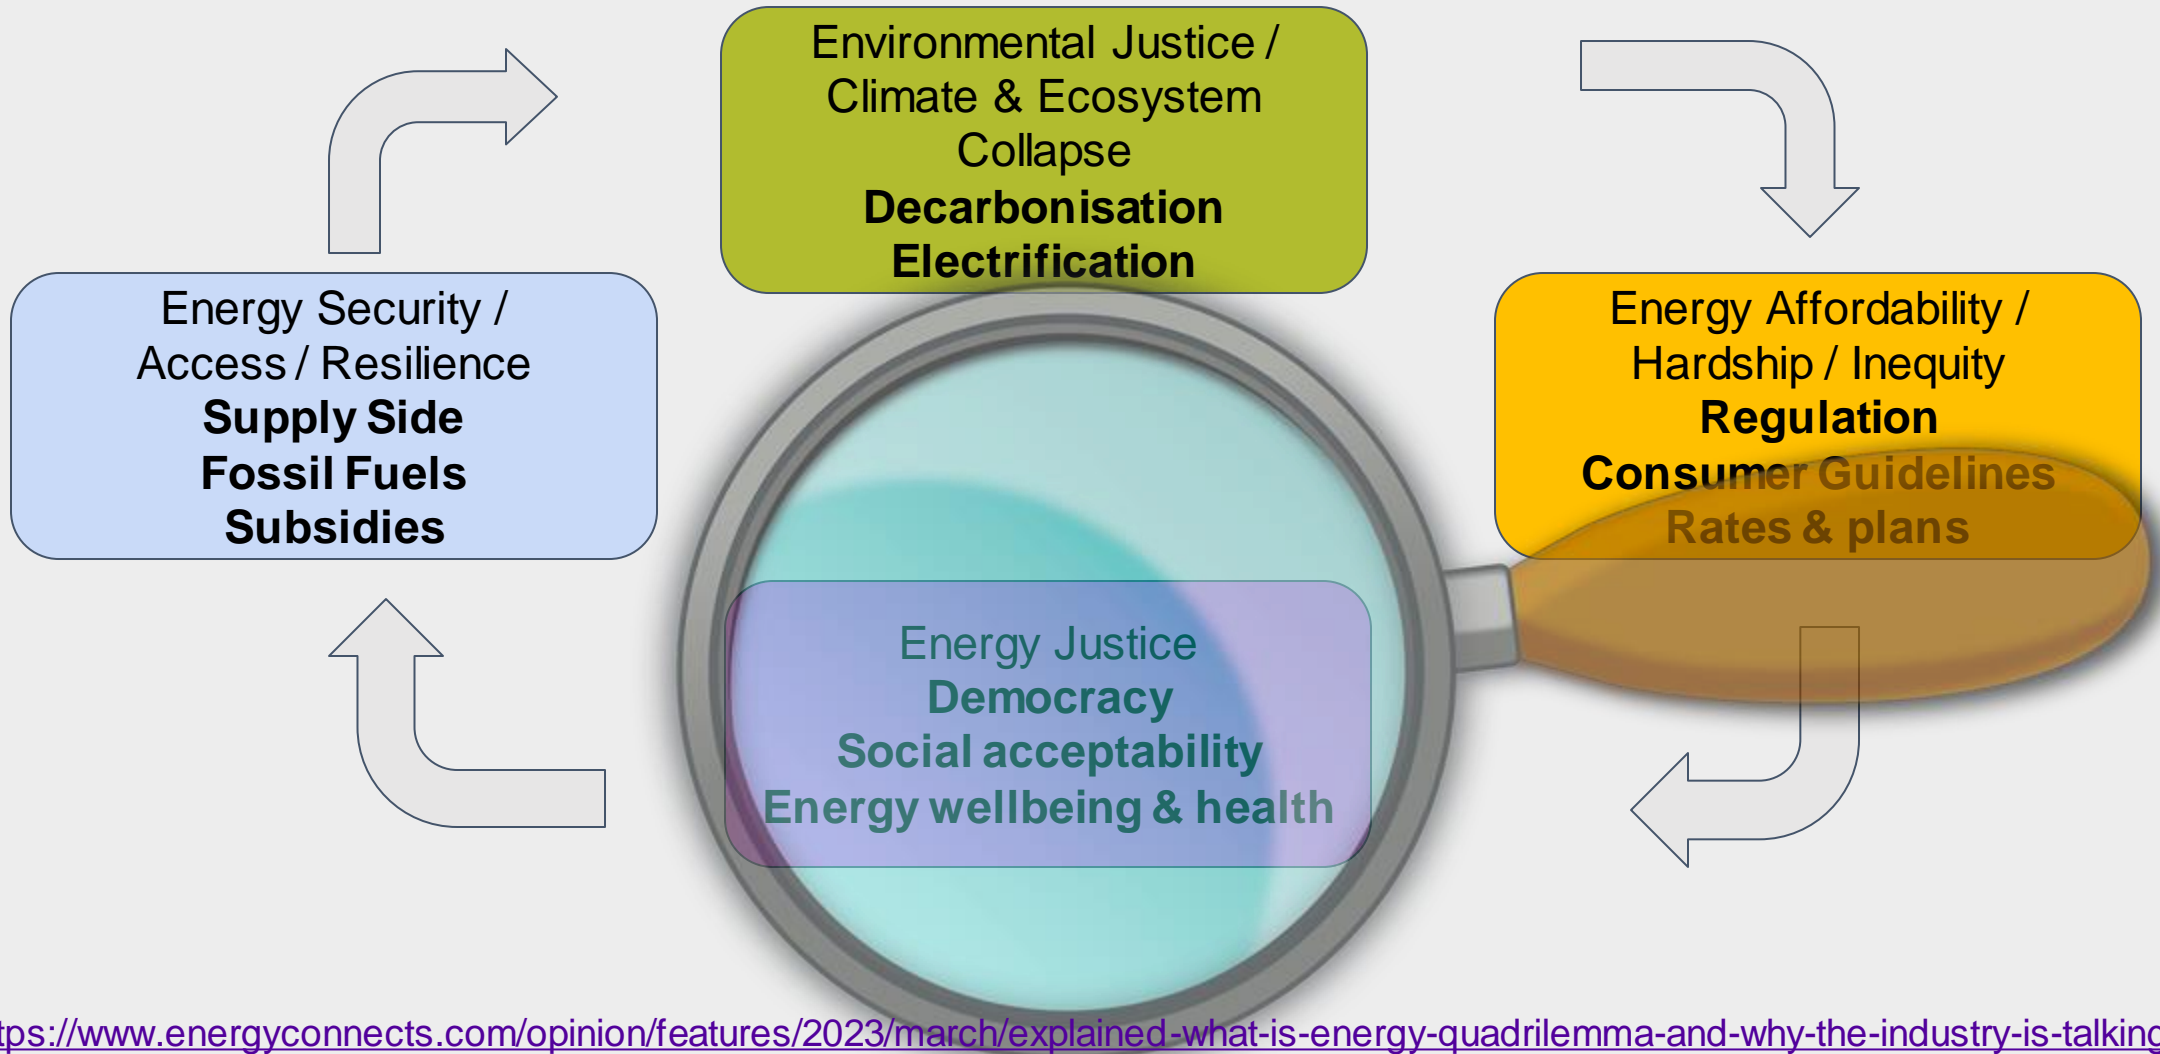 Environmental Justice /
Climate & Ecosystem
Collapse
Decarbonisation
Electrification
Energy Security /
Access / Resilience
Supply Side
Fossil Fuels
Subsidies
Energy Affordability /
Hardship / Inequity
Regulation
Consumer Guidelines
Rates & plans
Energy Justice
Democracy
Social acceptability
Energy wellbeing & health
tps://www.energyconnects.com/opinion/features/2023/march/explained-what-is-energy-quadrilemma-and-why-the-industry-is-talking